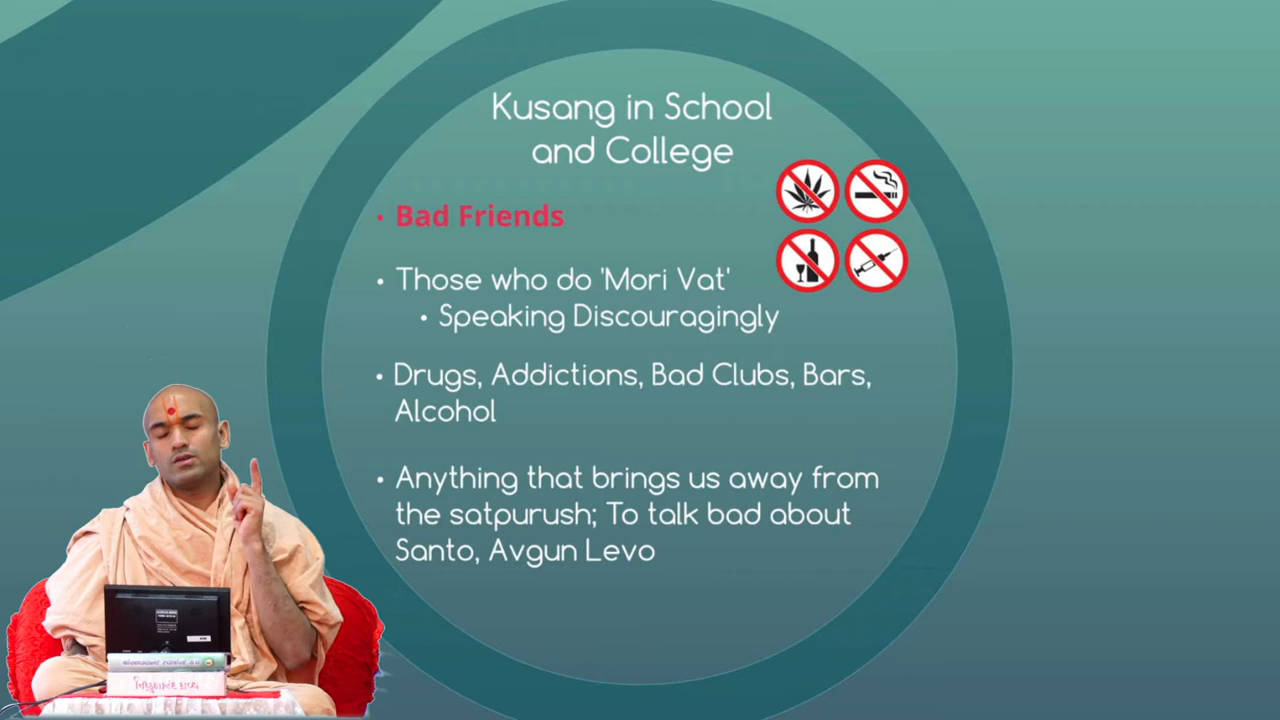 Kusang in School
and College
• Bad Friends
• Those who do 'Mori Vat'
• Speaking Discouragingly
• Drugs, Addictions, Bad Clubs, Bars,
Alcohol
• Anything that brings us away from
the satpurush; To talk bad about
Santo, Avgun Levo